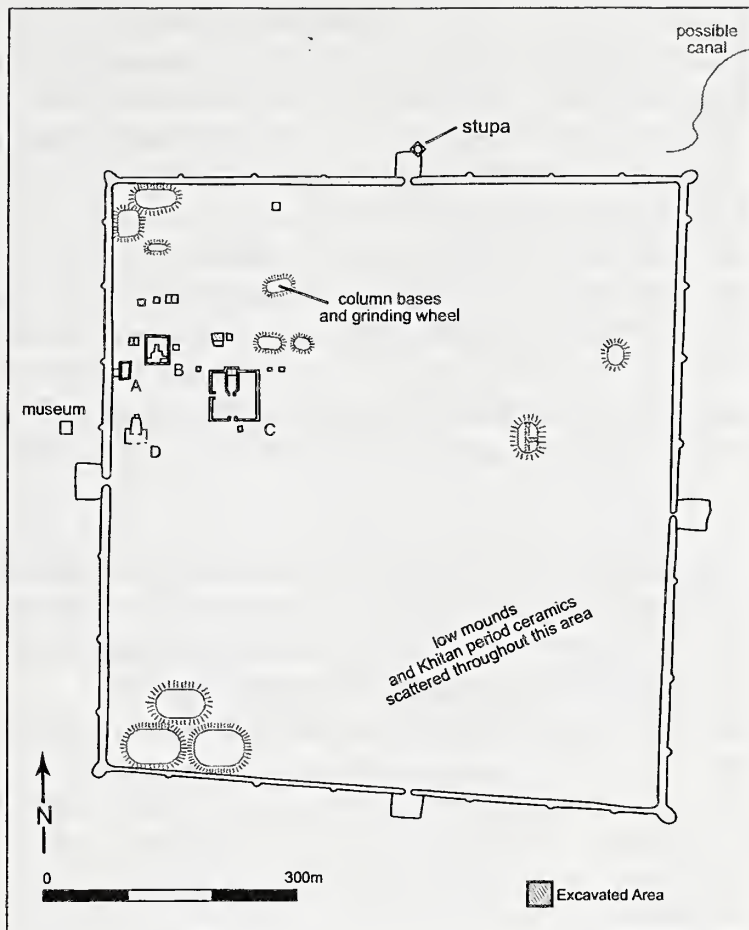 possible
canal
stupa
column bases
and grinding wheel
A
B
museum
C
D
low mounds
and Khitan period ceramics
scattered throughout this area
N
0
300m
Excavated Area